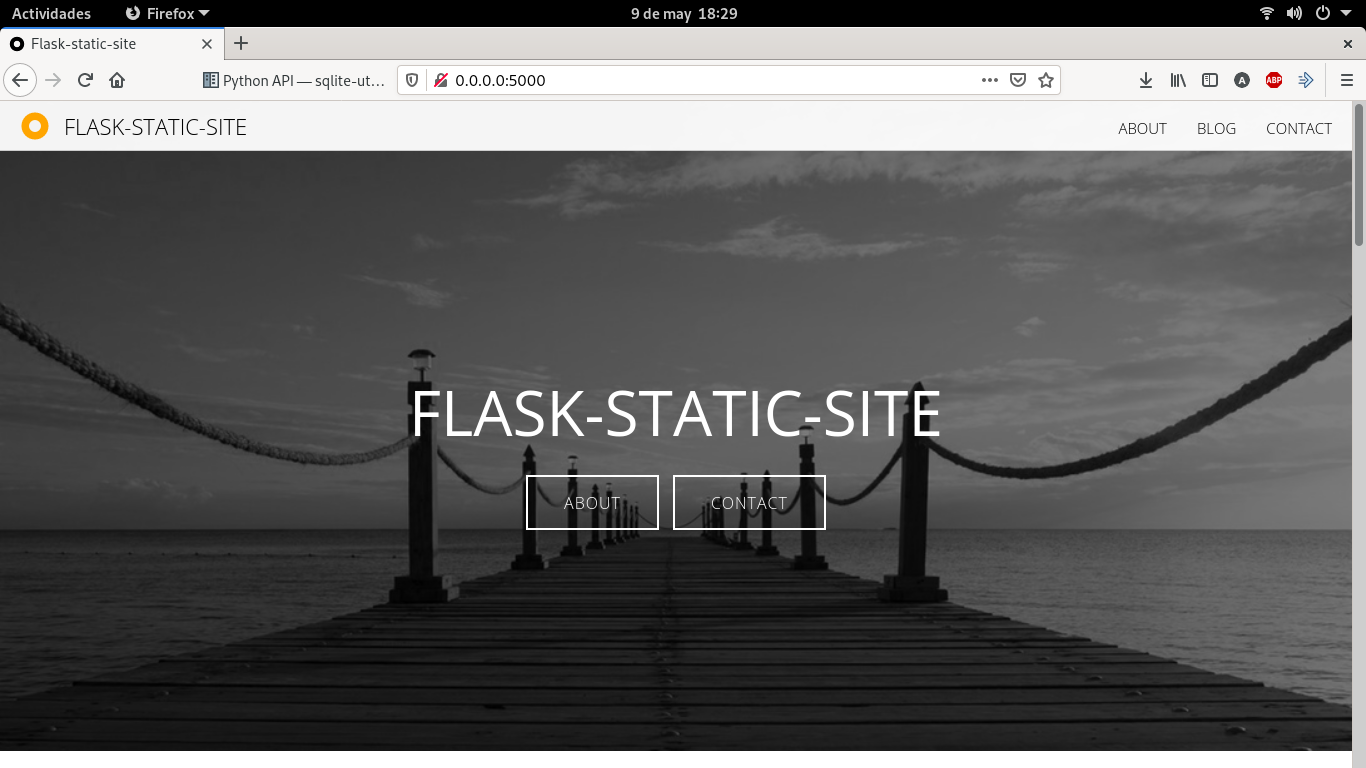 Actividades Firefox 9 de may 18:29
Flask-static-site
Python API — sqlite-ut… 0.0.0.0:5000 A ABP
FLASK-STATIC-SITE ABOUT BLOG CONTACT
FLASK-STATIC-SITE
ABOUT CONTACT